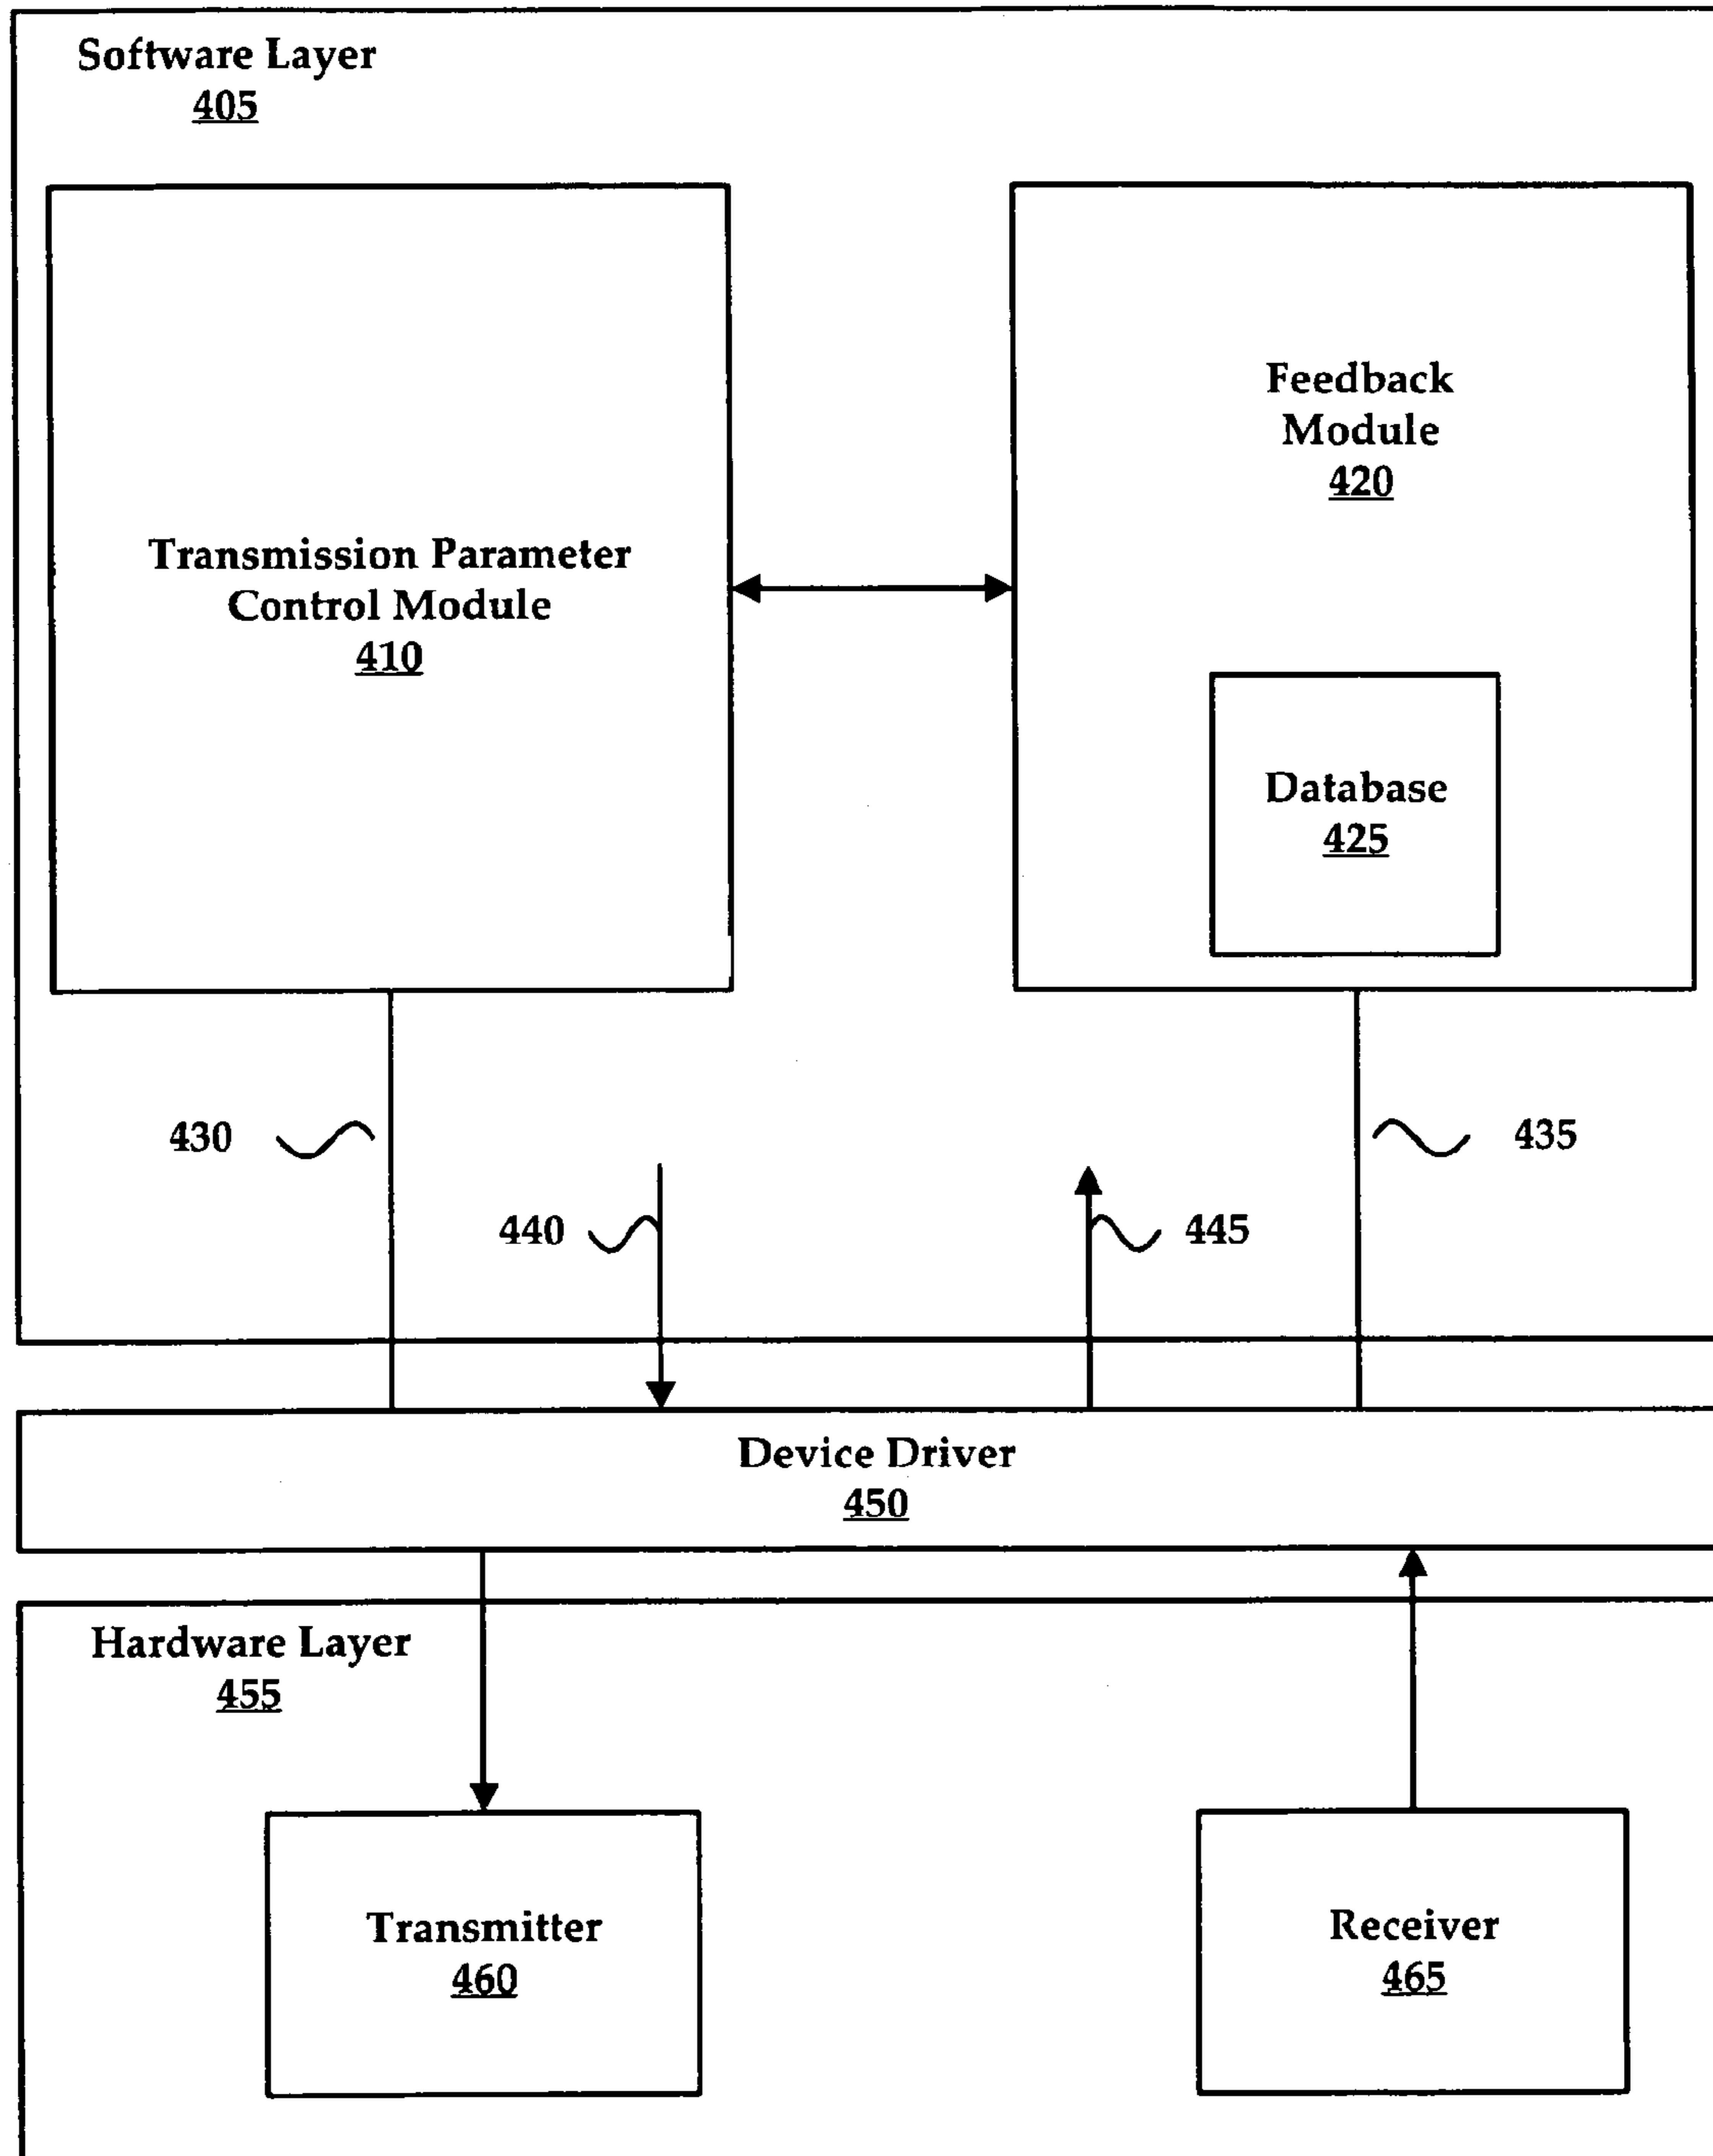 Software Layer
405
Transmission Parameter
Control Module
410
Feedback
Module
420
Database
425
430
435
440
445
Device Driver
450
Hardware Layer
455
Transmitter
460
Receiver
465